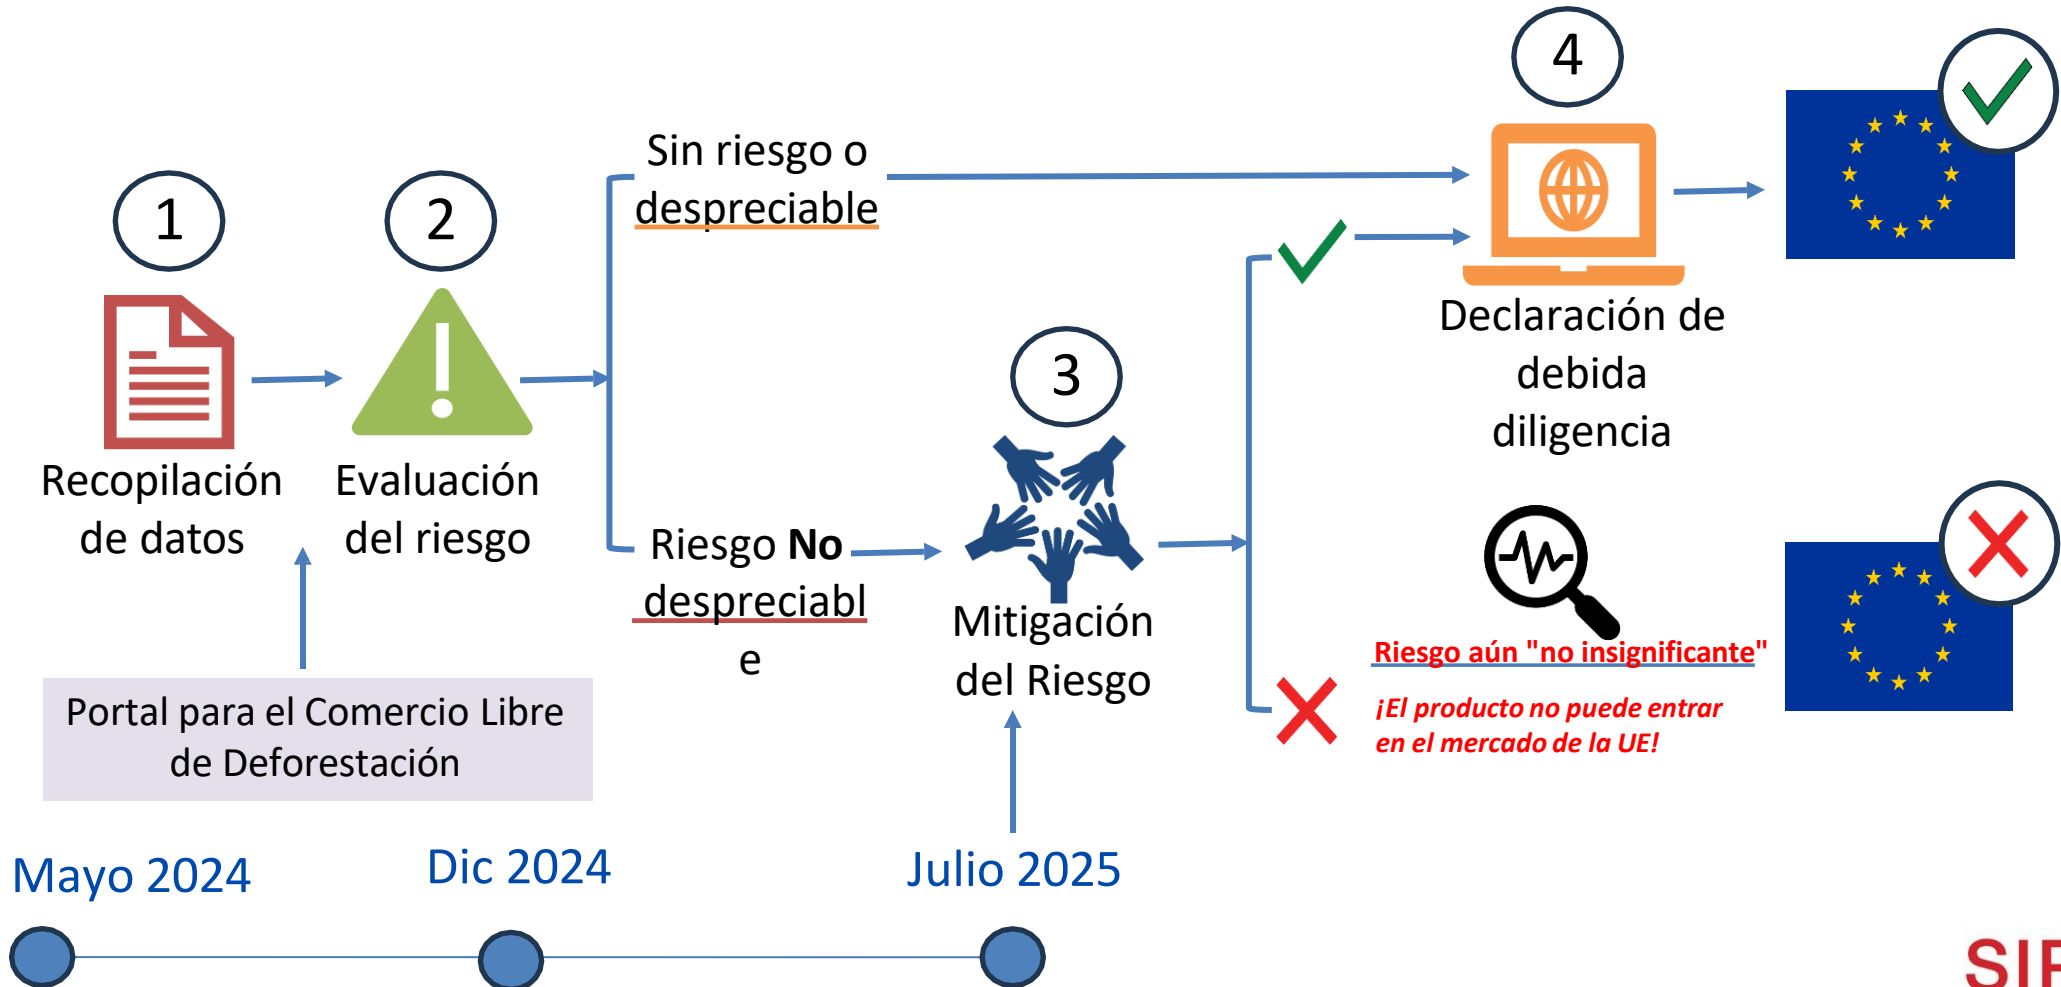 1
Recopilación
de datos
2
Evaluación
del riesgo
Sin riesgo o
despreciable
Riesgo No
despreciabl
e
3
Mitigación
del Riesgo
4
Declaración de
debida
diligencia
Riesgo aún "no insignificante"
¡El producto no puede entrar
en el mercado de la UE!
Portal para el Comercio Libre
de Deforestación
Mayo 2024
Dic 2024
Julio 2025